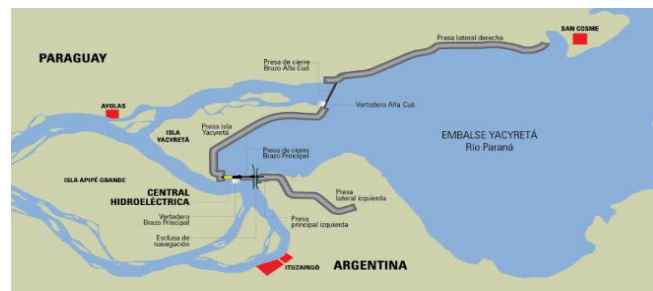 SAN COSME
Presa lateral derecha
PARAGUAY
Presa de cierre
Brazo Aña Cuá
AYOLAS
Vertedero Aña Cuá
Presa isla
Yacyretá
ISLA
YACYRETÁ
EMBALSE YACYRETÁ
Río Paraná
Presa de cierre
Brazo Principal
ISLA APIPÉ GRANDE
CENTRAL
HIDROELÉCTRICA
Presa
lateral izquierda
Vertedero
Brazo Principal
Presa
principal izquierda
Esclusa de
navegación
ITUZAINGÓ
ARGENTINA